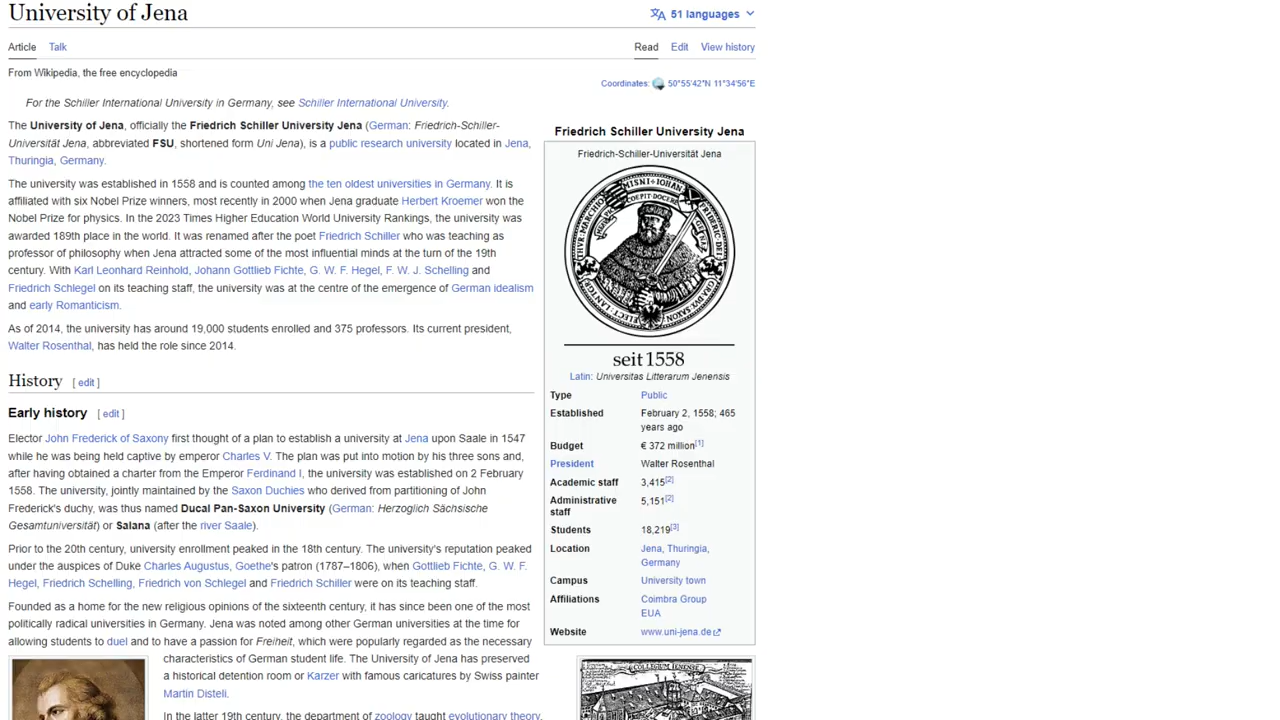 University of Jena
51 languages
Article Talk Read Edit View history
From Wikipedia, the free encyclopedia
Coordinates: 50°55′42″N 11°34′56″E
For the Schiller International University in Germany, see Schiller International University.
The University of Jena, officially the Friedrich Schiller University Jena (German: Friedrich-Schiller-
Universität Jena, abbreviated FSU, shortened form Uni Jena), is a public research university located in Jena,
Thuringia, Germany.
The university was established in 1558 and is counted among the ten oldest universities in Germany. It is
affiliated with six Nobel Prize winners, most recently in 2000 when Jena graduate Herbert Kroemer won the
Nobel Prize for physics. In the 2023 Times Higher Education World University Rankings, the university was
awarded 189th place in the world. It was renamed after the poet Friedrich Schiller who was teaching as
professor of philosophy when Jena attracted some of the most influential minds at the turn of the 19th
century. With Karl Leonhard Reinhold, Johann Gottlieb Fichte, G. W. F. Hegel, F. W. J. Schelling and
Friedrich Schlegel on its teaching staff, the university was at the centre of the emergence of German idealism
and early Romanticism.
As of 2014, the university has around 19,000 students enrolled and 375 professors. Its current president,
Walter Rosenthal, has held the role since 2014.
History [ edit ]
Early history [ edit ]
Elector John Frederick of Saxony first thought of a plan to establish a university at Jena upon Saale in 1547
while he was being held captive by emperor Charles V. The plan was put into motion by his three sons and,
after having obtained a charter from the Emperor Ferdinand I, the university was established on 2 February
1558. The university, jointly maintained by the Saxon Duchies who derived from partitioning of John
Frederick's duchy, was thus named Ducal Pan-Saxon University (German: Herzoglich Sächsische
Gesamtuniversität) or Salana (after the river Saale).
Prior to the 20th century, university enrollment peaked in the 18th century. The university's reputation peaked
under the auspices of Duke Charles Augustus, Goethe's patron (1787–1806), when Gottlieb Fichte, G. W. F.
Hegel, Friedrich Schelling, Friedrich von Schlegel and Friedrich Schiller were on its teaching staff.
Founded as a home for the new religious opinions of the sixteenth century, it has since been one of the most
politically radical universities in Germany. Jena was noted among other German universities at the time for
allowing students to duel and to have a passion for Freiheit, which were popularly regarded as the necessary
characteristics of German student life. The University of Jena has preserved
a historical detention room or Karzer with famous caricatures by Swiss painter
Martin Disteli.
In the latter 19th century, the department of zoology taught evolutionary theory,
Friedrich Schiller University Jena
Friedrich-Schiller-Universität Jena
seit 1558
Latin: Universitas Litterarum Jenensis
Type Public
Established February 2, 1558; 465
years ago
Budget € 372 million[1]
President Walter Rosenthal
Academic staff 3,415[2]
Administrative
staff 5,151[2]
Students 18,219[3]
Location Jena, Thuringia,
Germany
Campus University town
Affiliations Coimbra Group
EUA
Website www.uni-jena.de
COLLEGIUM IENENSE